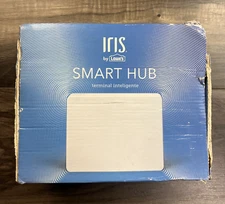 IRIS
by Lowe's
SMART HUB
Terminal intelligente